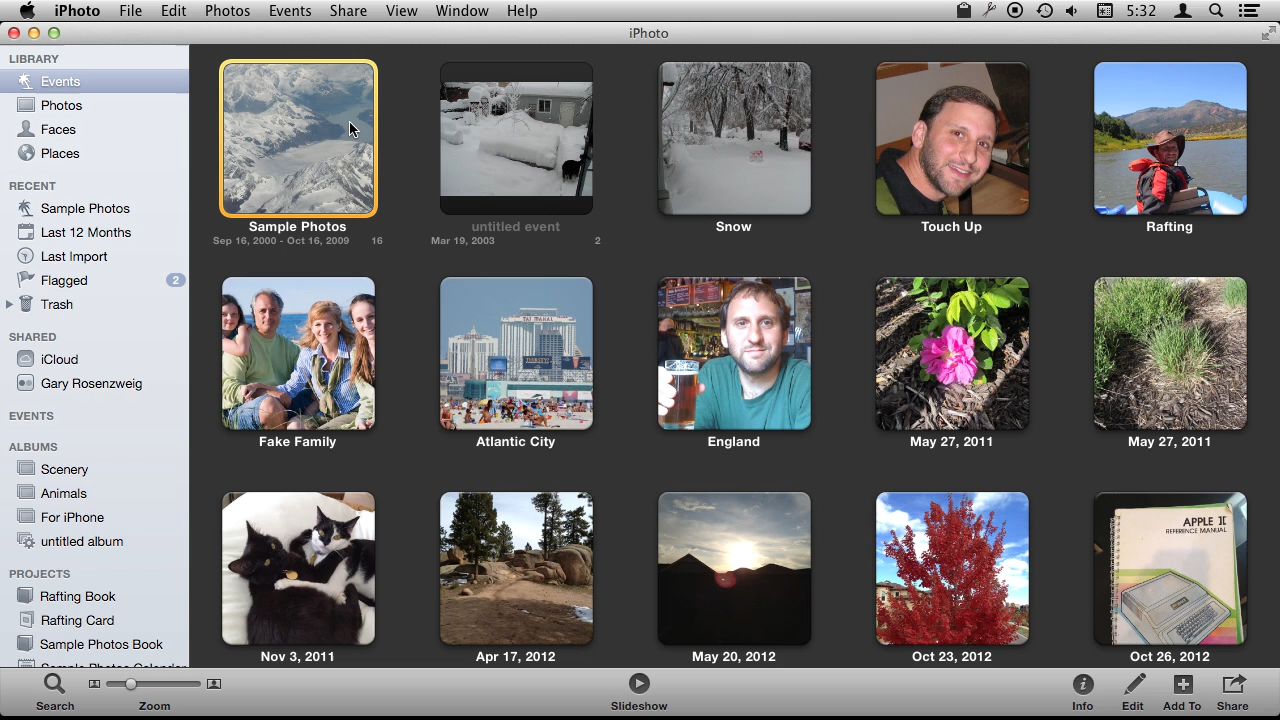 iPhoto File Edit Photos Events Share View Window Help 5:32
iPhoto
LIBRARY
Events
Photos
Faces
Places
RECENT
Sample Photos
Last 12 Months
Last Import
Flagged 2
Trash
SHARED
iCloud
Gary Rosenzweig
EVENTS
ALBUMS
Scenery
Animals
For iPhone
untitled album
PROJECTS
Rafting Book
Rafting Card
Sample Photos Book
Sample Photos Calendar
Sample Photos untitled event Snow Touch Up Rafting
Sep 16, 2000 - Oct 16, 2009 16 Mar 19, 2003 2
TAJ MAHAL
Fake Family Atlantic City England May 27, 2011 May 27, 2011
APPLE ][
REFERENCE MANUAL
Nov 3, 2011 Apr 17, 2012 May 20, 2012 Oct 23, 2012 Oct 26, 2012
Search Zoom Slideshow Info Edit Add To Share